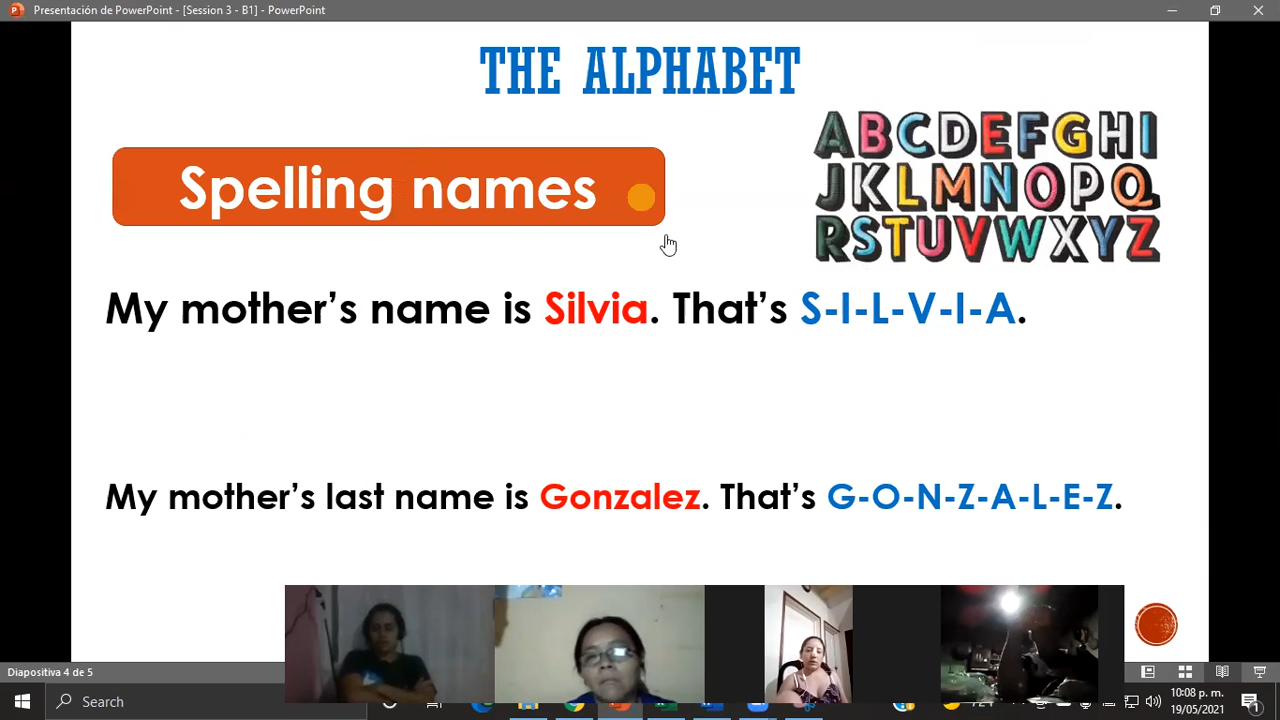 Presentación de PowerPoint - [Session 3 - B1] - PowerPoint
THE ALPHABET
ABCDEFGHI
JKLMNOPQ
RSTUVWXYZ
Spelling names
My mother's name is Silvia. That's S-I-L-V-I-A.
My mother's last name is Gonzalez. That's G-O-N-Z-A-L-E-Z.
Diapositiva 4 de 5
Search
10:08 p. m.
19/05/2021